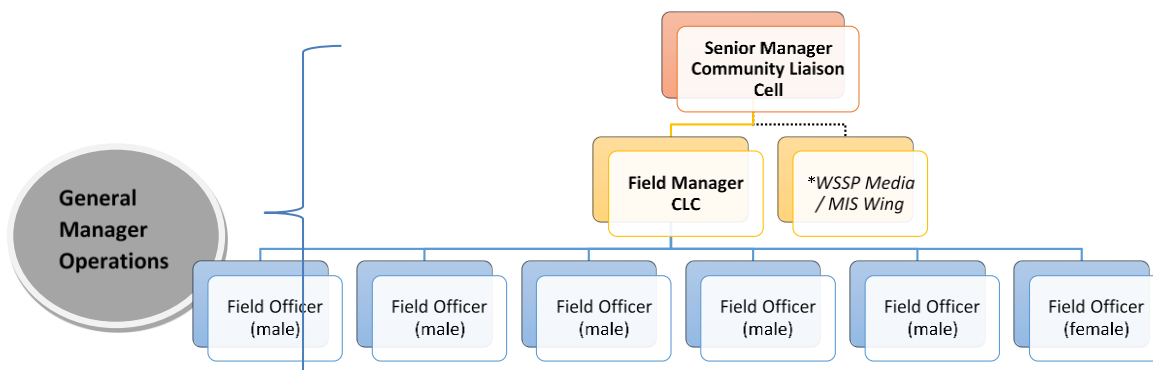 Senior Manager
Community Liaison
Cell
Field Manager
CLC
*WSSP Media
/ MIS Wing
General
Manager
Operations
Field Officer
(male)
Field Officer
(male)
Field Officer
(male)
Field Officer
(male)
Field Officer
(male)
Field Officer
(female)